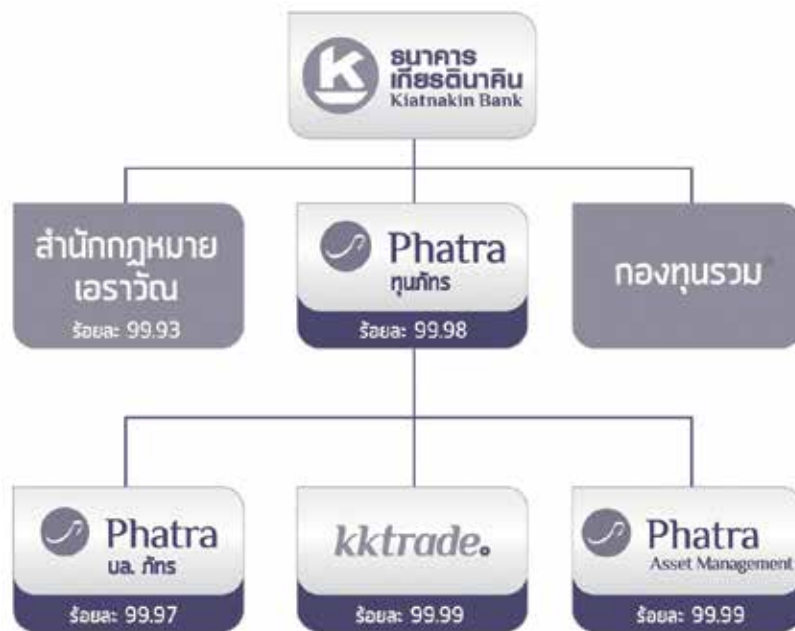 ธนาคาร
เกียรตินาคิน
Kiatnakin Bank
สำนักกฎหมาย
เอราวัณ
ร้อยละ 99.93
Phatra
ทุนภัทร
ร้อยละ 99.98
กองทุนรวม*
Phatra
บล. ภัทร
ร้อยละ 99.97
kktrade.
ร้อยละ 99.99
Phatra
Asset Management
ร้อยละ 99.99